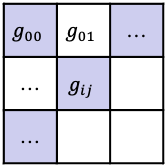 g₀₀ g₀₁ ...
... gᵢⱼ
...